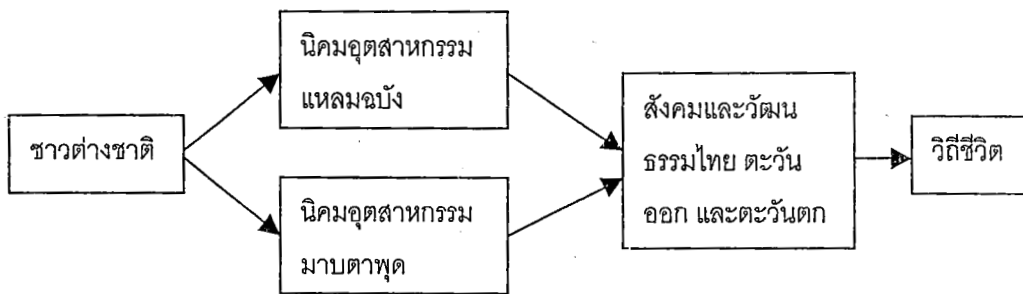 ชาวต่างชาติ
นิคมอุตสาหกรรม
แหลมฉบัง
นิคมอุตสาหกรรม
มาบตาพุด
สังคมและวัฒน
ธรรมไทย ตะวัน
ออก และตะวันตก
วิถีชีวิต